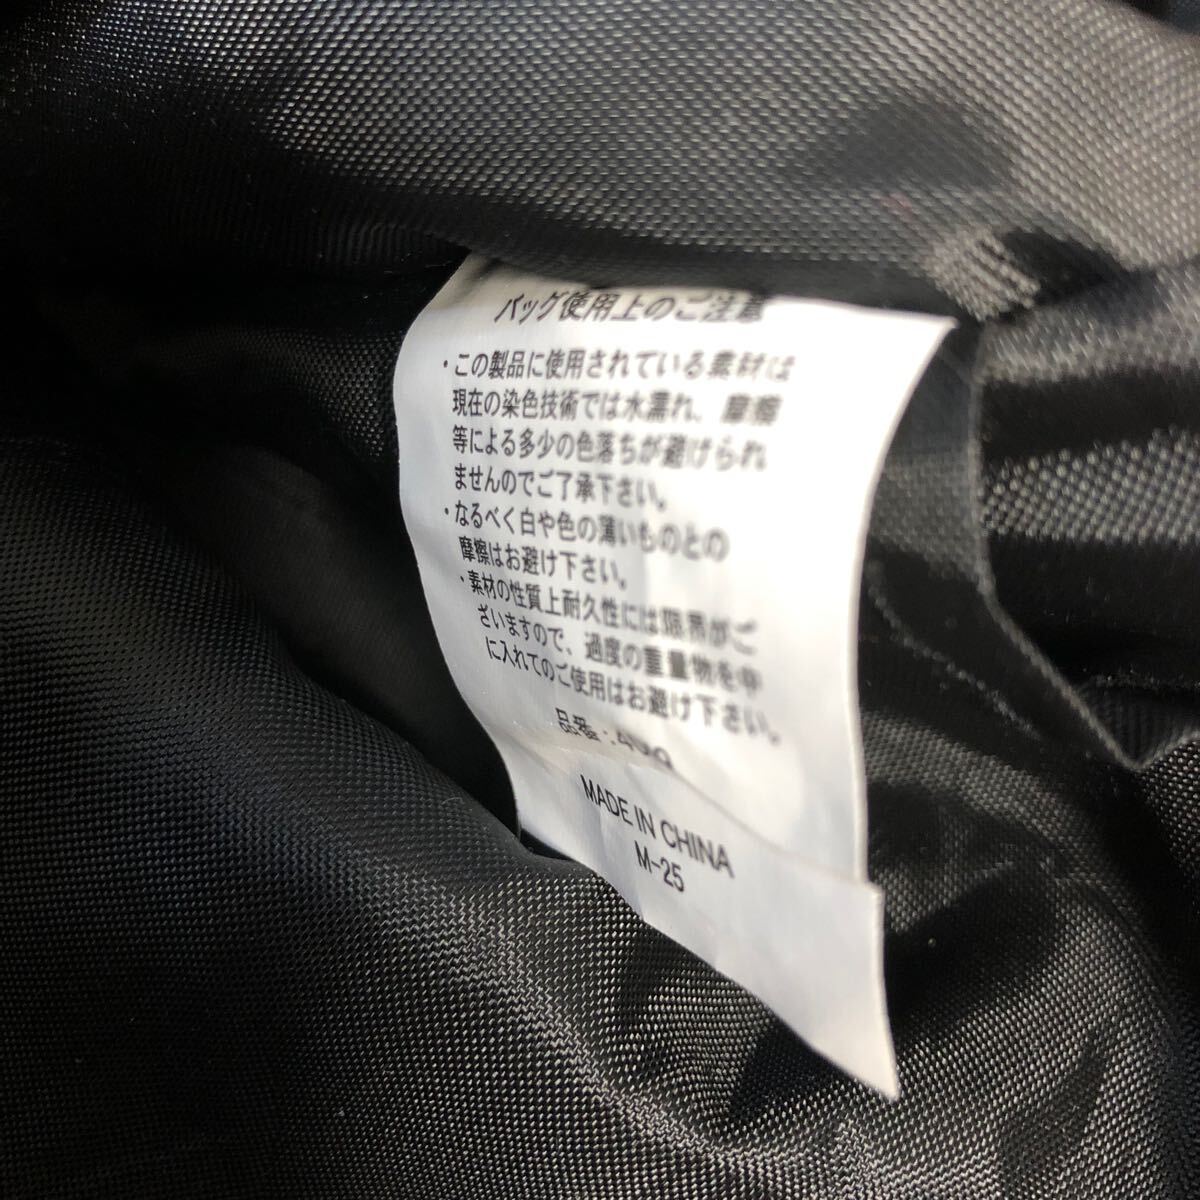 バッグ使用上のご注意
・この製品に使用されている素材は
現在の染色技術では水濡れ、摩擦
等による多少の色落ちが避けられ
ませんのでご了承下さい。
・なるべく白や色の薄いものとの
摩擦はお避け下さい。
・素材の性質上耐久性には限界がご
ざいますので、過度の重量物を中
に入れてのご使用はお避け下さい。
品番:
MADE IN CHINA
M-25